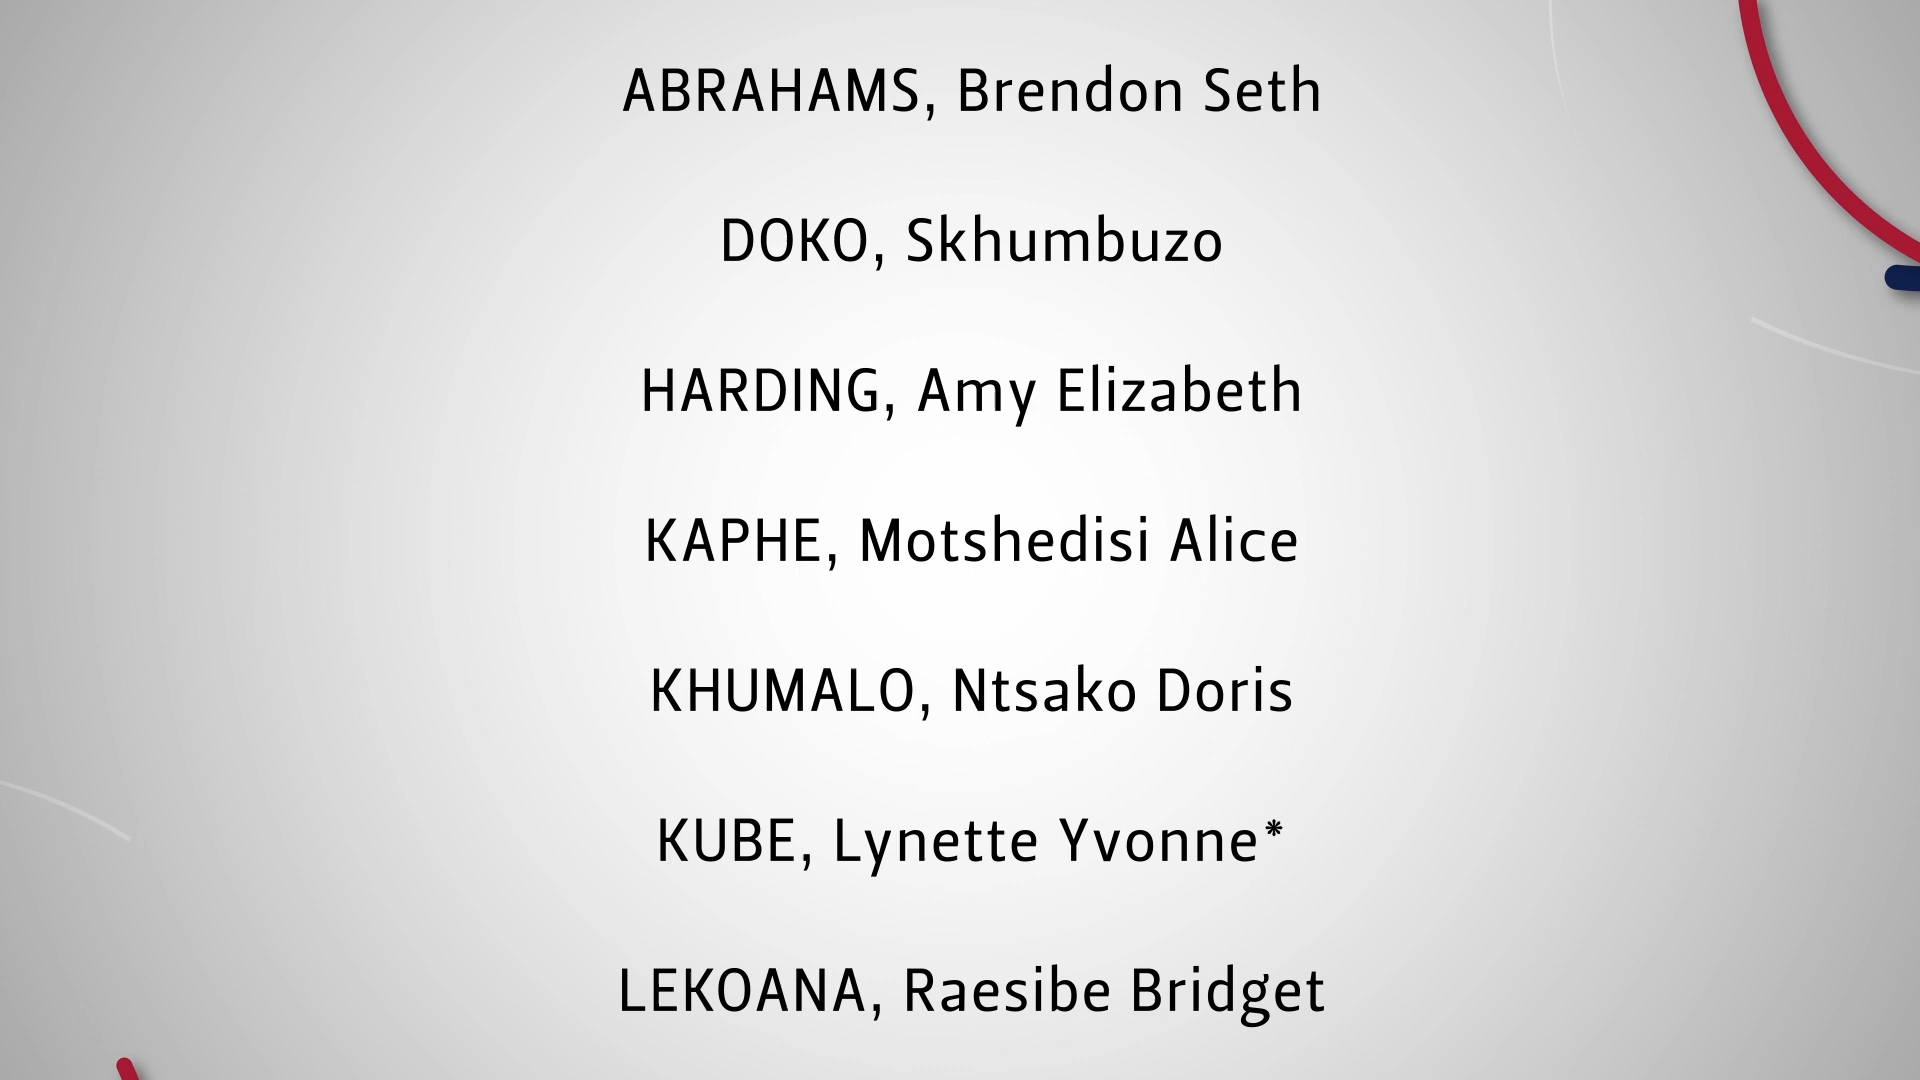 ABRAHAMS, Brendon Seth
DOKO, Skhumbuzo
HARDING, Amy Elizabeth
KAPHE, Motshedisi Alice
KHUMALO, Ntsako Doris
KUBE, Lynette Yvonne*
LEKOANA, Raesibe Bridget